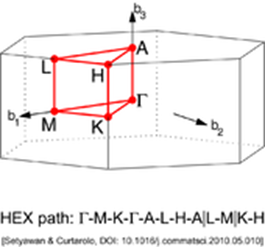 b3
A
L
H
Γ
M
K
b1
b2
HEX path: Γ-M-K-Γ-A-L-H-A|L-M|K-H
[Setyawan & Curtarolo, DOI: 10.1016/j commatsci 2010.05.010]